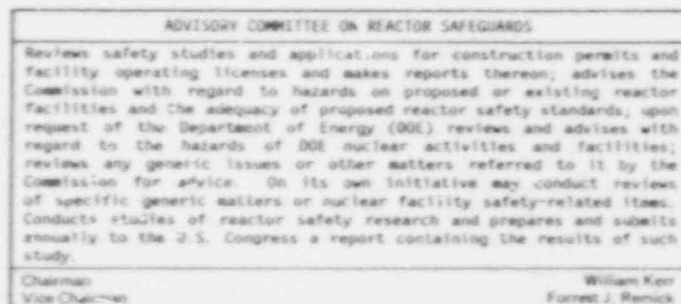 ADVISORY COMMITTEE ON REACTOR SAFEGUARDS
Reviews safety studies and applications for construction permits and
facility operating licenses and makes reports thereon; advises the
Commission with regard to hazards on proposed or existing reactor
facilities and the adequacy of proposed reactor safety standards; upon
request of the Department of Energy (DOE) reviews and advises with
regard to the hazards of DOE nuclear activities and facilities;
reviews any generic issues or other matters referred to it by the
Commission for advice. On its own initiative may conduct reviews
of specific generic matters or nuclear facility safety-related items.
Conducts studies of reactor safety research and prepares and submits
annually to the U.S. Congress a report containing the results of such
study.
Chairman William Kerr
Vice Chairman Forrest J. Remick